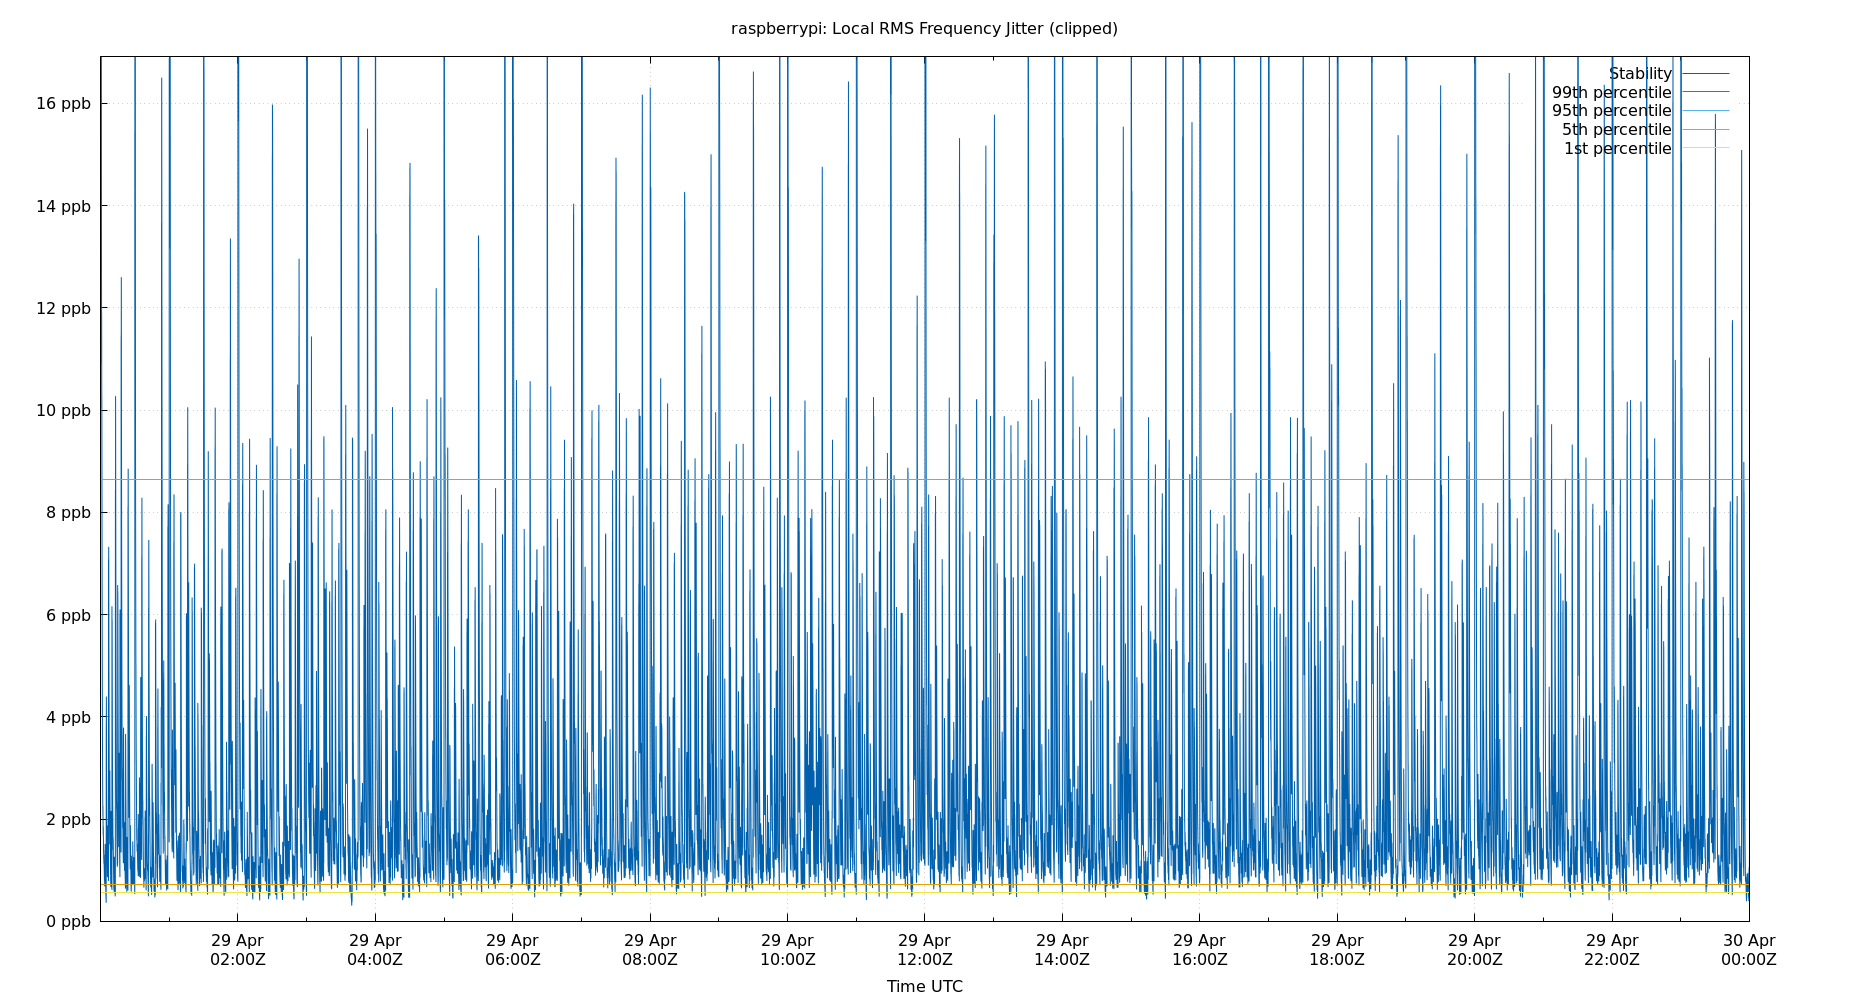 raspberrypi: Local RMS Frequency Jitter (clipped)
Stability
99th percentile
95th percentile
5th percentile
1st percentile
16 ppb
14 ppb
12 ppb
10 ppb
8 ppb
6 ppb
4 ppb
2 ppb
0 ppb
29 Apr 29 Apr 29 Apr 29 Apr 29 Apr 29 Apr 29 Apr 29 Apr 29 Apr 29 Apr 29 Apr 30 Apr
02:00Z 04:00Z 06:00Z 08:00Z 10:00Z 12:00Z 14:00Z 16:00Z 18:00Z 20:00Z 22:00Z 00:00Z
Time UTC